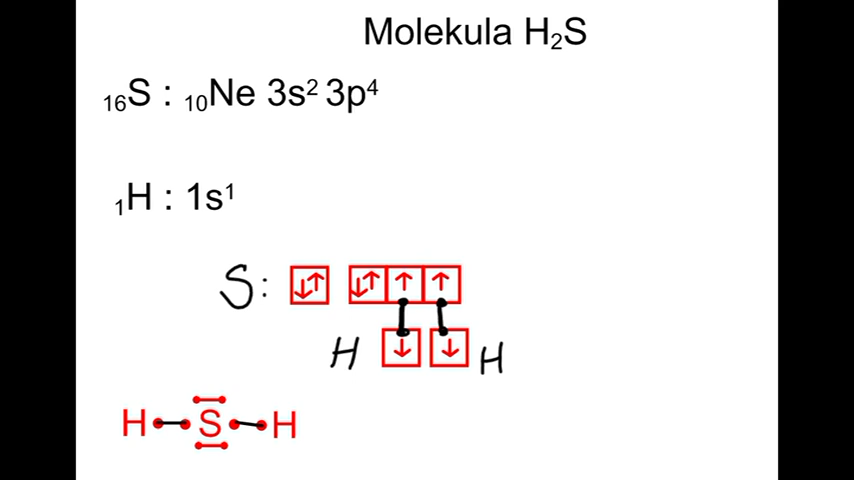 Molekula H₂S
₁₆S : ₁₀Ne 3s² 3p⁴
₁H : 1s¹
S: ↓↑ ↓↑ ↑ ↑
H ↓ ↓ H
H S H